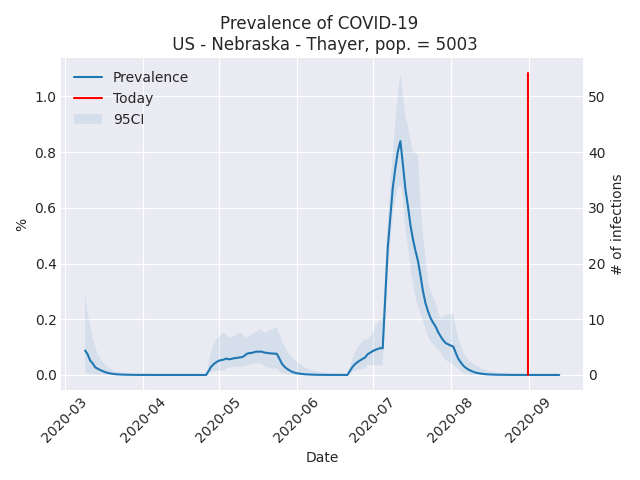 Prevalence of COVID-19
US - Nebraska - Thayer, pop. = 5003
Prevalence
Today
95CI
1.0
0.8
0.6
0.4
0.2
0.0
%
50
40
30
20
10
0
# of infections
2020-03
2020-04
2020-05
2020-06
2020-07
2020-08
2020-09
Date